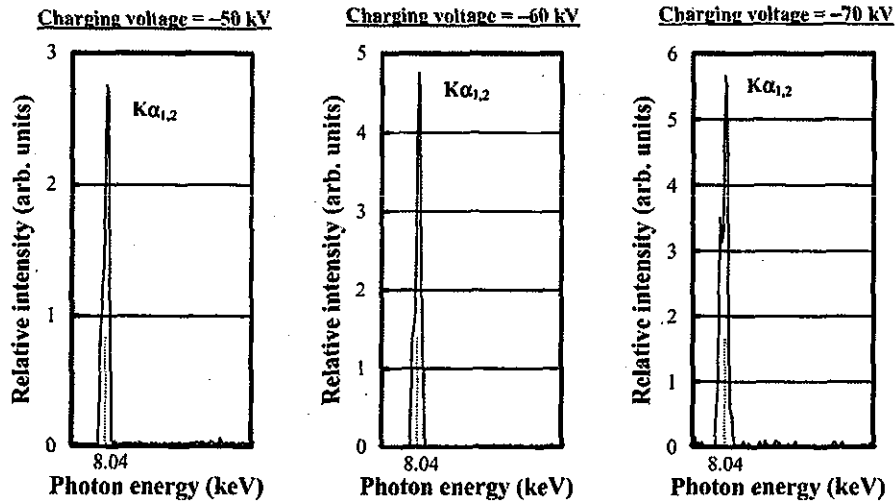 Charging voltage = –50 kV
Relative intensity (arb. units)
3
2
1
0
Kα1,2
8.04
Photon energy (keV)
Charging voltage = –60 kV
Relative intensity (arb. units)
5
4
3
2
1
0
Kα1,2
8.04
Photon energy (keV)
Charging voltage = –70 kV
Relative intensity (arb. units)
6
5
4
3
2
1
0
Kα1,2
8.04
Photon energy (keV)